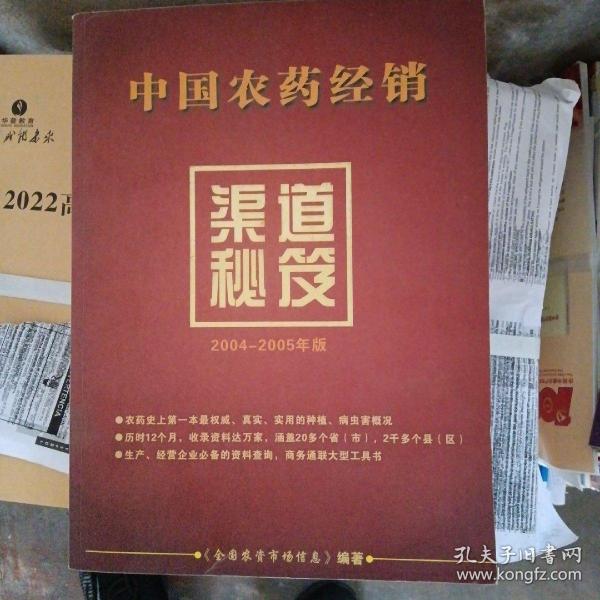 中国农药经销
渠道
秘笈
2004-2005年版
●农药史上第一本最权威、真实、实用的种植、病虫害概况
●历时12个月，收录资料达万家，涵盖20多个省（市），2千多个县（区）
●生产、经营企业必备的资料查询，商务通联大型工具书
《全国农资市场信息》编著
华普教育
2022高
孔夫子旧书网
www.kongfz.com